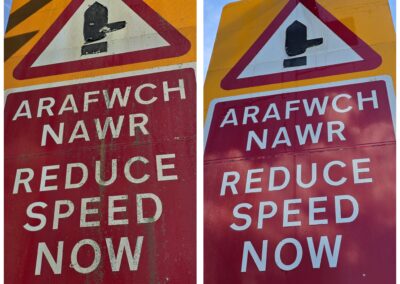 ARAFWCH
NAWR
REDUCE
SPEED
NOW
ARAFWCH
NAWR
REDUCE
SPEED
NOW